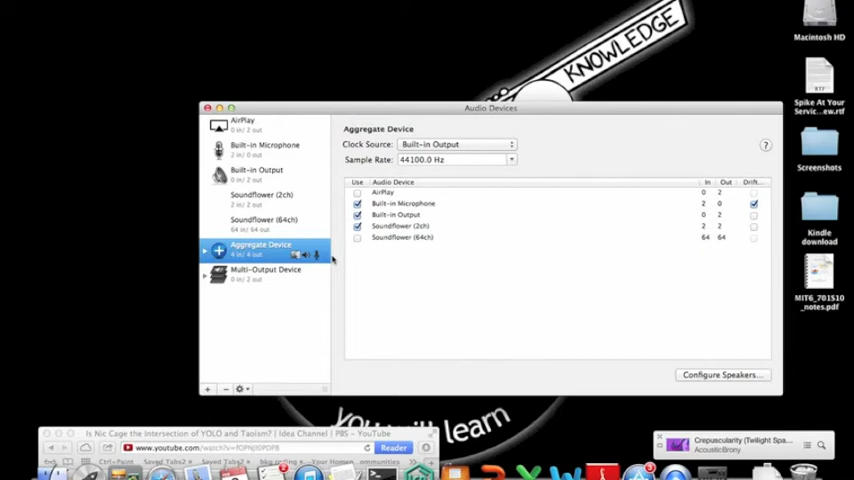 KNOWLEDGE
Macintosh HD
RTF
Spike At Your
Servic...ew.rtf
Screenshots
Kindle
download
MIT6_701S10
_notes.pdf
Audio Devices
AirPlay
0 in/ 2 out
Built-in Microphone
2 in/ 0 out
Built-in Output
0 in/ 2 out
Soundflower (2ch)
2 in/ 2 out
Soundflower (64ch)
64 in/ 64 out
Aggregate Device
4 in/ 4 out
Multi-Output Device
0 in/ 2 out
Aggregate Device
Clock Source: Built-in Output
Sample Rate: 44100.0 Hz
?
Use Audio Device In Out Drift...
AirPlay 0 2
Built-in Microphone 2 0
Built-in Output 0 2
Soundflower (2ch) 2 2
Soundflower (64ch) 64 64
Configure Speakers...
you will learn
Is Nic Cage the Intersection of YOLO and Taoism? | Idea Channel | PBS - YouTube
Reader
Crepuscularity (Twilight Spa...
AcousticBrony
2
3